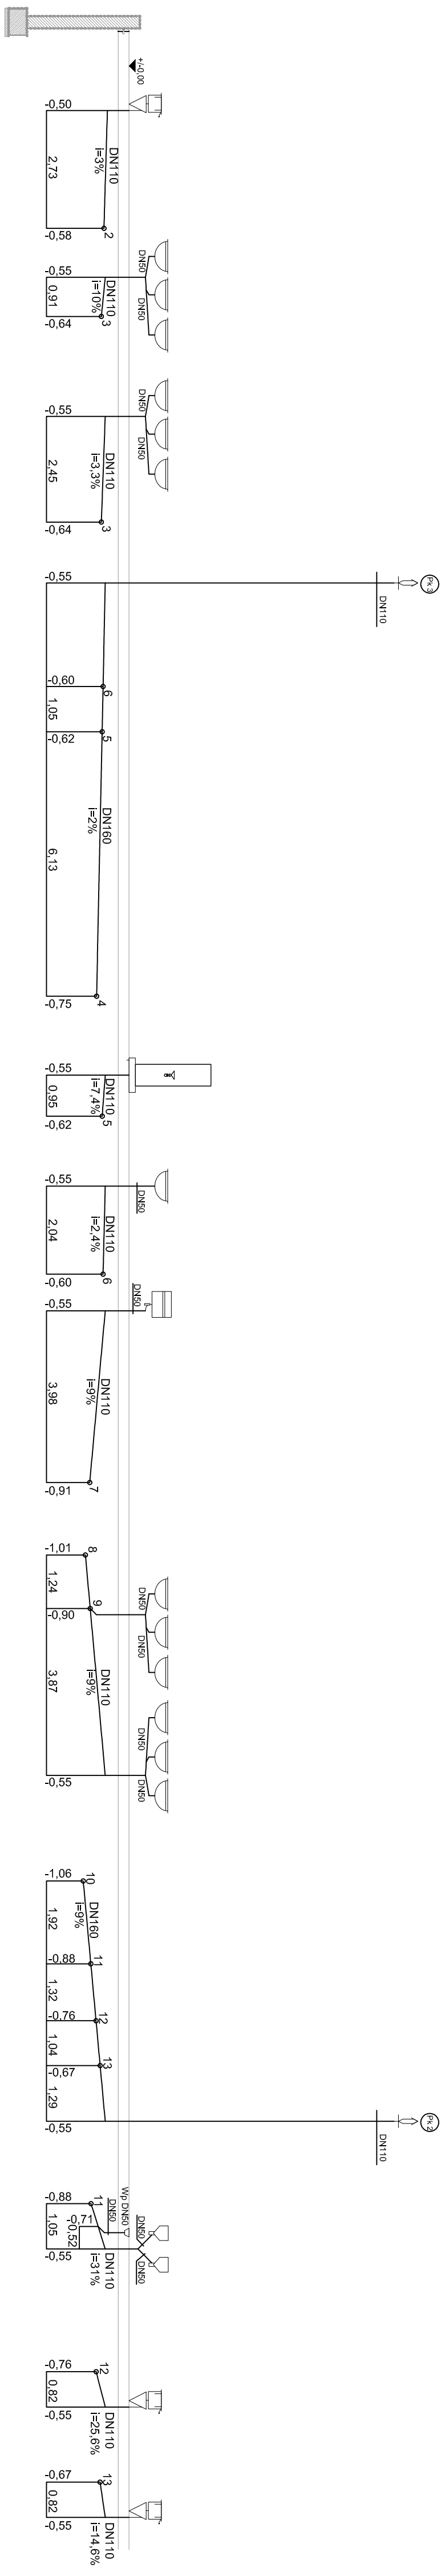 +/-0,00
-0,50
2,73
-0,58
DN110
i=3%
2
-0,55
0,91
-0,64
DN110
i=10%
3
DN50
DN50
-0,55
2,45
-0,64
DN110
i=3,3%
3
DN50
DN50
Pk 3
DN110
-0,55
-0,60
1,05
-0,62
6,13
-0,75
6
5
DN160
i=2%
4
-0,55
0,95
-0,62
DN110
i=7,4%
5
-0,55
2,04
-0,60
DN110
i=2,4%
6
DN50
-0,55
3,98
-0,91
DN110
i=9%
7
DN50
-1,01
1,24
-0,90
3,87
-0,55
8
9
DN110
i=9%
DN50
DN50
DN50
DN50
-1,06
1,92
-0,88
1,32
-0,76
1,04
-0,67
1,29
-0,55
10
DN160
i=9%
11
12
13
Pk 2
DN110
-0,88
1,05
-0,71
0,52
-0,55
11
DN110
i=31%
Wp DN50
DN50
DN50
DN50
-0,76
0,82
-0,55
12
DN110
i=25,6%
-0,67
0,82
-0,55
13
DN110
i=14,6%